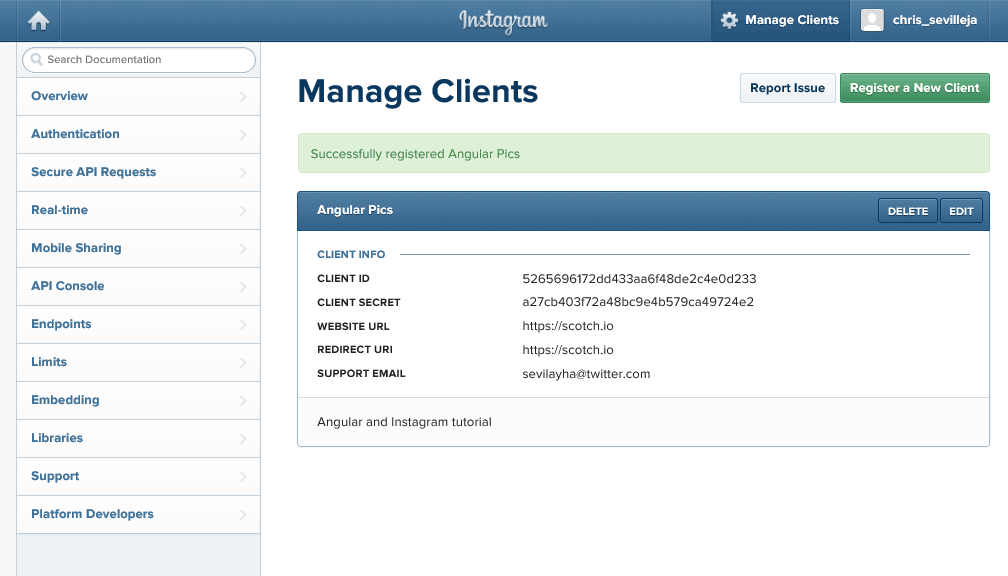 Instagram
Manage Clients
chris_sevilleja
Search Documentation
Overview
Authentication
Secure API Requests
Real-time
Mobile Sharing
API Console
Endpoints
Limits
Embedding
Libraries
Support
Platform Developers
Manage Clients
Report Issue
Register a New Client
Successfully registered Angular Pics
Angular Pics
DELETE
EDIT
CLIENT INFO
CLIENT ID 5265696172dd433aa6f48de2c4e0d233
CLIENT SECRET a27cb403f72a48bc9e4b579ca49724e2
WEBSITE URL https://scotch.io
REDIRECT URI https://scotch.io
SUPPORT EMAIL sevilayha@twitter.com
Angular and Instagram tutorial